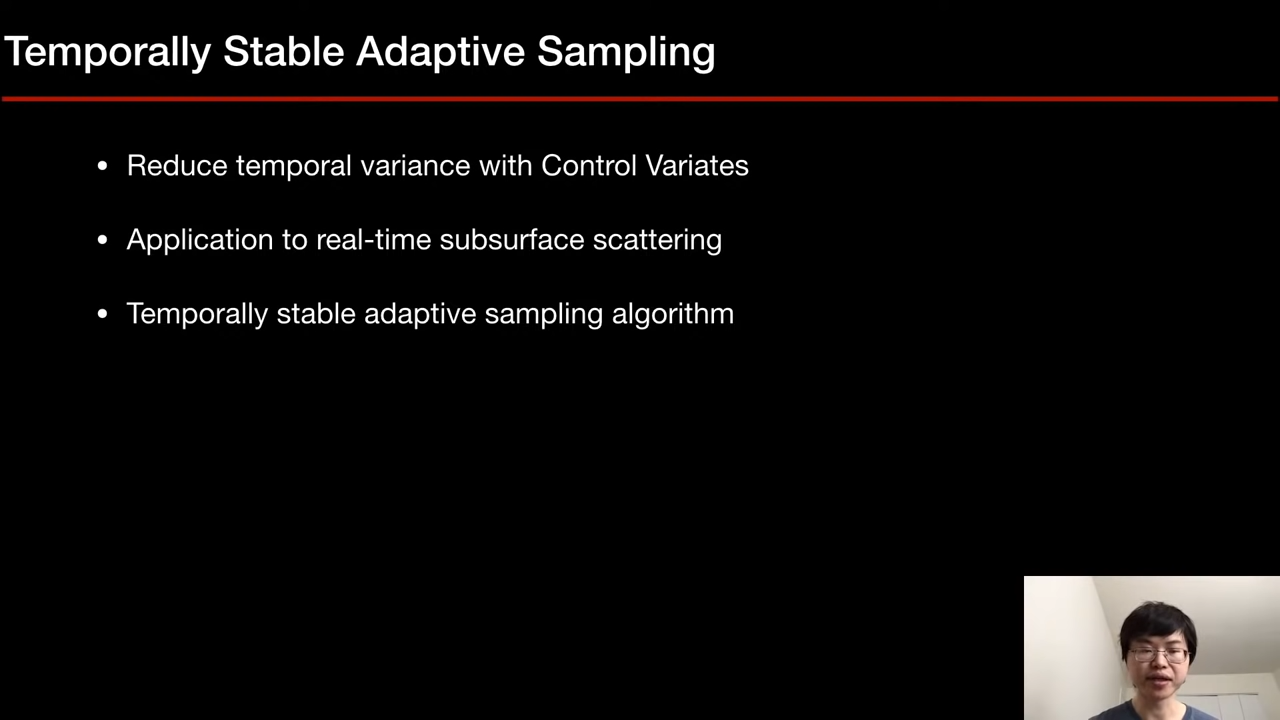 Temporally Stable Adaptive Sampling
• Reduce temporal variance with Control Variates
• Application to real-time subsurface scattering
• Temporally stable adaptive sampling algorithm